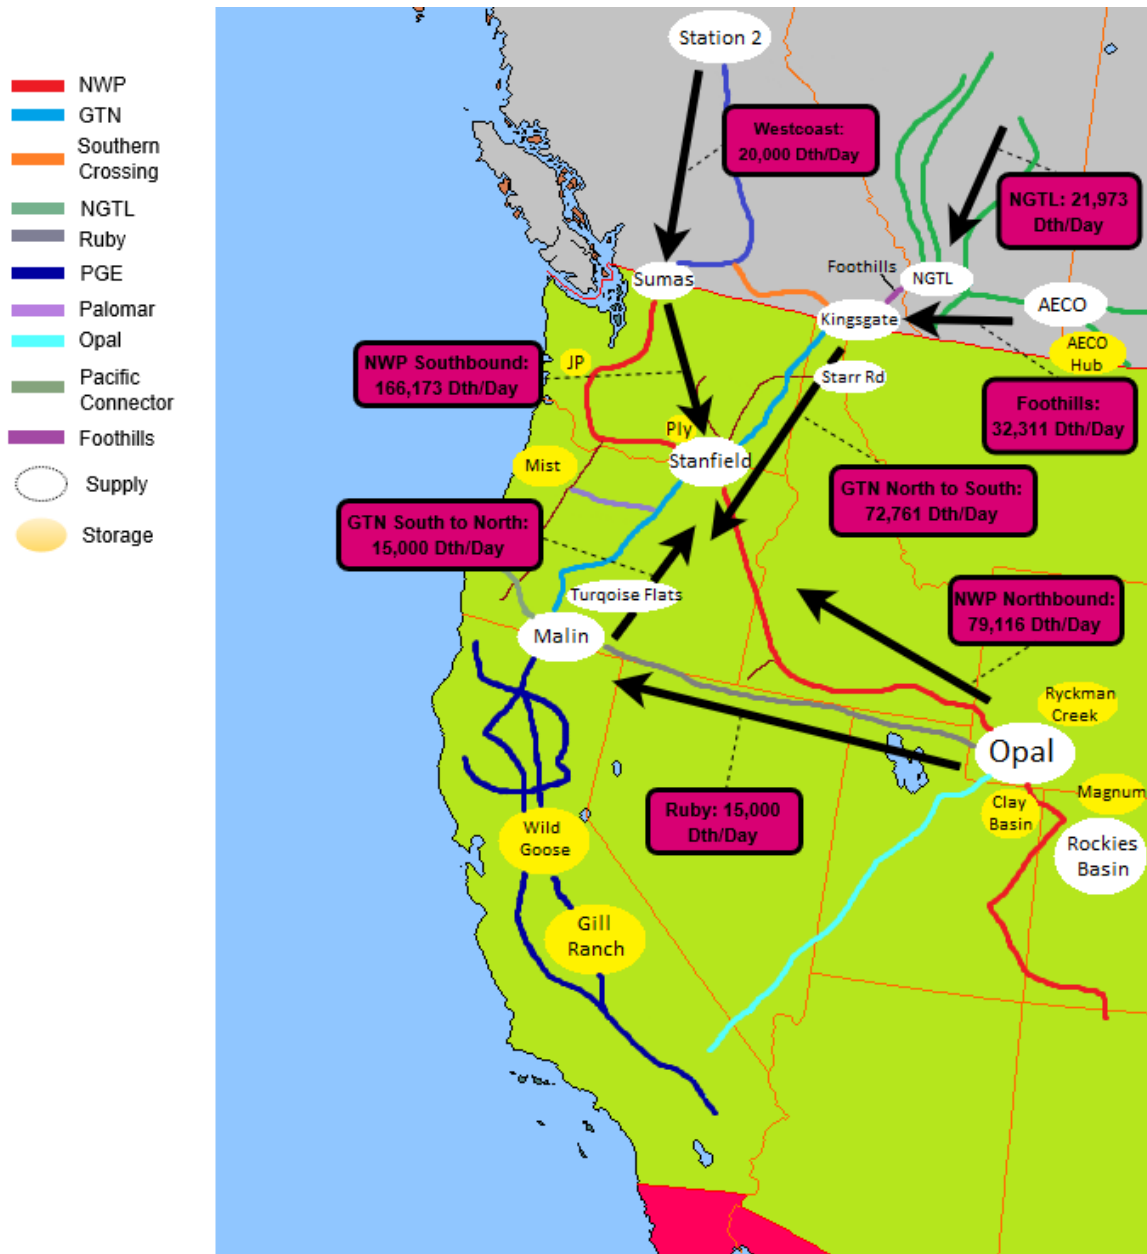 NWP
GTN
Southern
Crossing
NGTL
Ruby
PGE
Palomar
Opal
Pacific
Connector
Foothills
Supply
Storage
Station 2
Westcoast:
20,000 Dth/Day
NGTL: 21,973
Dth/Day
Foothills
NGTL
Sumas
AECO
Kingsgate
AECO
Hub
NWP Southbound:
166,173 Dth/Day
JP
Starr Rd
Foothills:
32,311 Dth/Day
Ply
Stanfield
Mist
GTN North to South:
72,761 Dth/Day
GTN South to North:
15,000 Dth/Day
Turqoise Flats
NWP Northbound:
79,116 Dth/Day
Malin
Ryckman
Creek
Opal
Ruby: 15,000
Dth/Day
Clay
Basin
Magnum
Wild
Goose
Rockies
Basin
Gill
Ranch